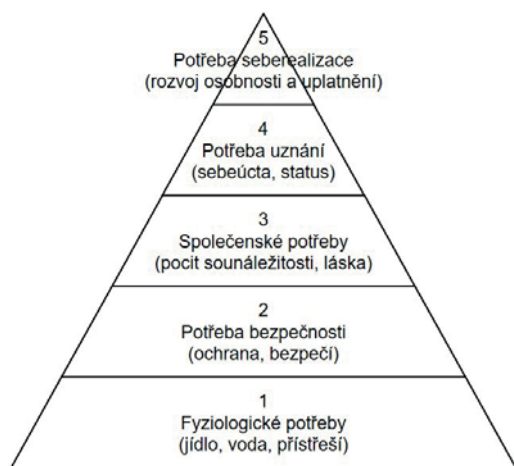 5
Potřeba seberealizace
(rozvoj osobnosti a uplatnění)
4
Potřeba uznání
(sebeúcta, status)
3
Společenské potřeby
(pocit sounáležitosti, láska)
2
Potřeba bezpečnosti
(ochrana, bezpečí)
1
Fyziologické potřeby
(jídlo, voda, přístřeší)